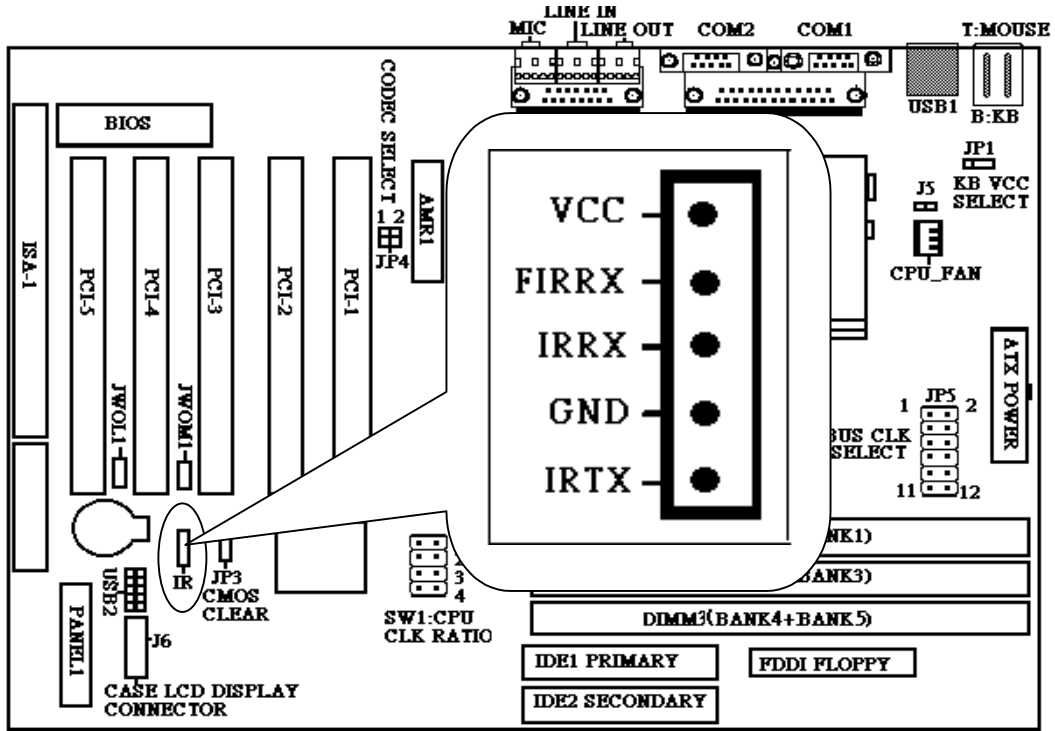 LINE IN
MIC
LINE OUT
COM2
COM1
T:MOUSE
USB1
B:KB
BIOS
CODEC SELECT
1 2
JP4
AMR1
ISA-1
PCI-5
PCI-4
PCI-3
PCI-2
PCI-1
JWOL1
JWOM1
VCC
FIRRX
IRRX
GND
IRTX
JP1
KB VCC
SELECT
J5
CPU_FAN
ATX POWER
JP5
1
2
BUS CLK
SELECT
11
12
IR
JP3
CMOS
CLEAR
USB2
PANEL1
J6
CASE LCD DISPLAY
CONNECTOR
3
4
SW1:CPU
CLK RATIO
NK1)
BANK3)
DIMM3(BANK4+BANK5)
IDE1 PRIMARY
FDDI FLOPPY
IDE2 SECONDARY